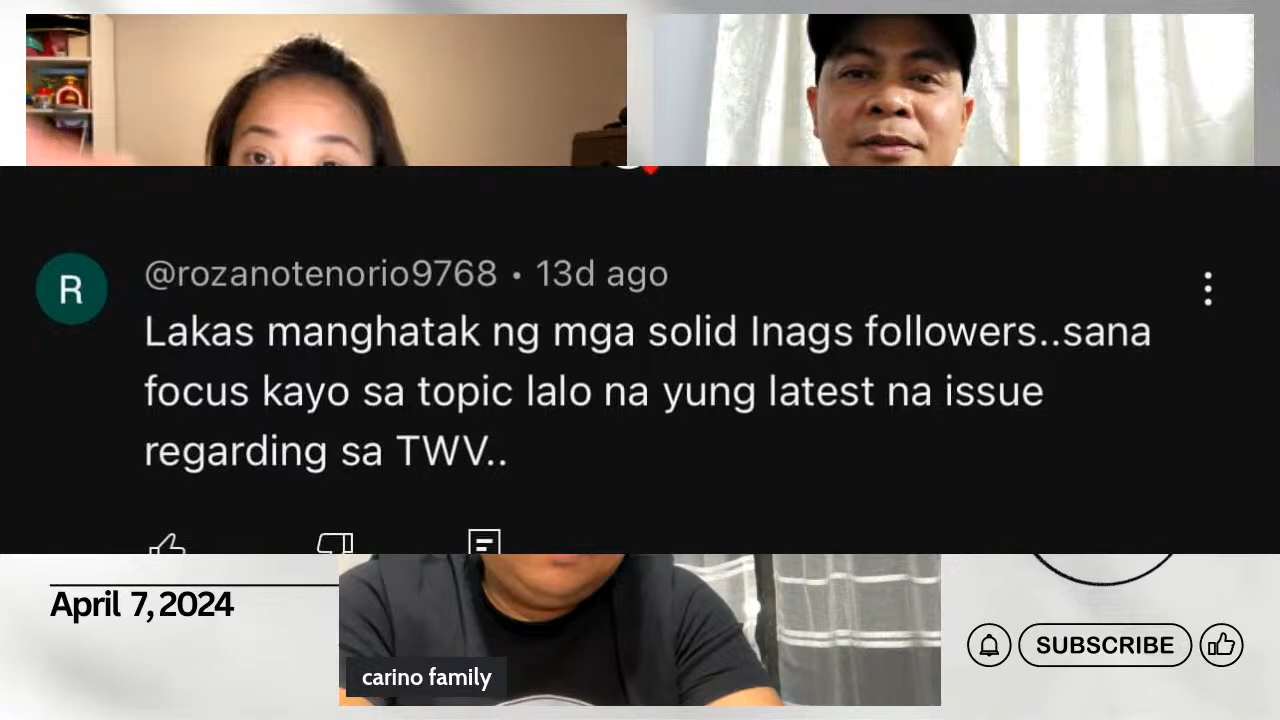 R
@rozanotenorio9768 • 13d ago
Lakas manghatak ng mga solid Inags followers..sana
focus kayo sa topic lalo na yung latest na issue
regarding sa TWV..
April 7, 2024
carino family
SUBSCRIBE